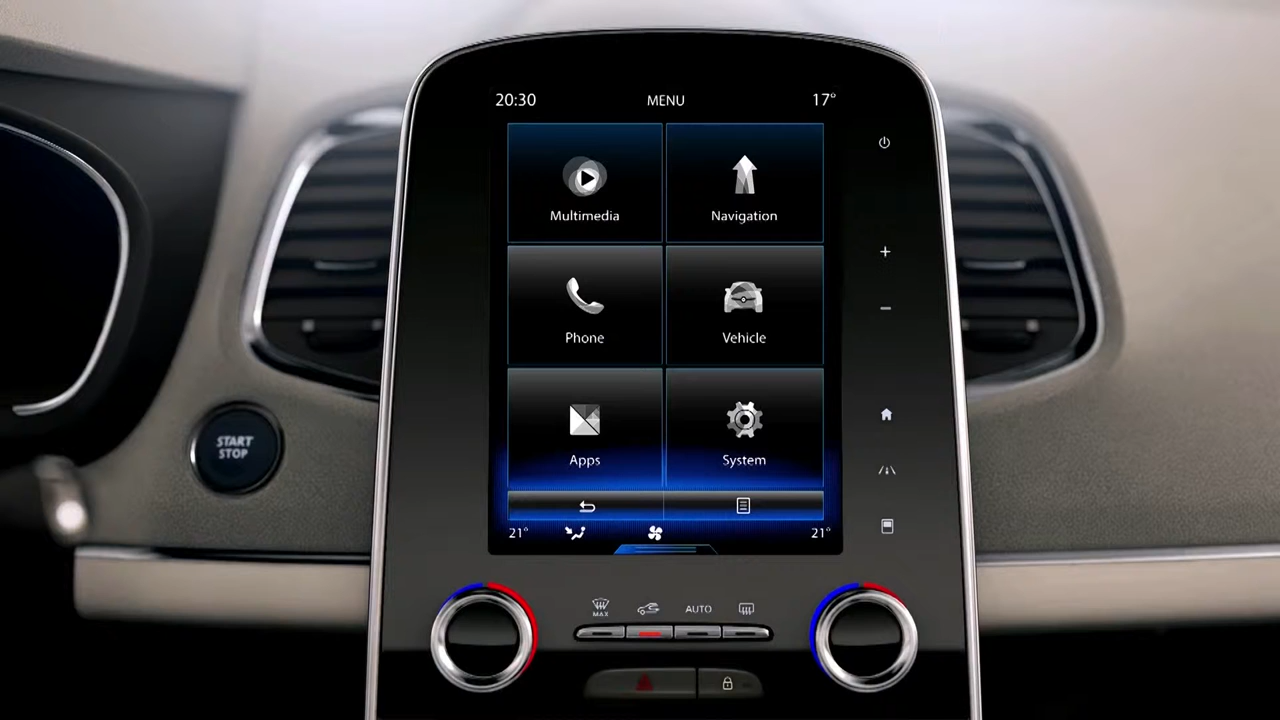 20:30 MENU 17°
Multimedia Navigation
Phone Vehicle
START
STOP
Apps System
21° 21°
MAX AUTO